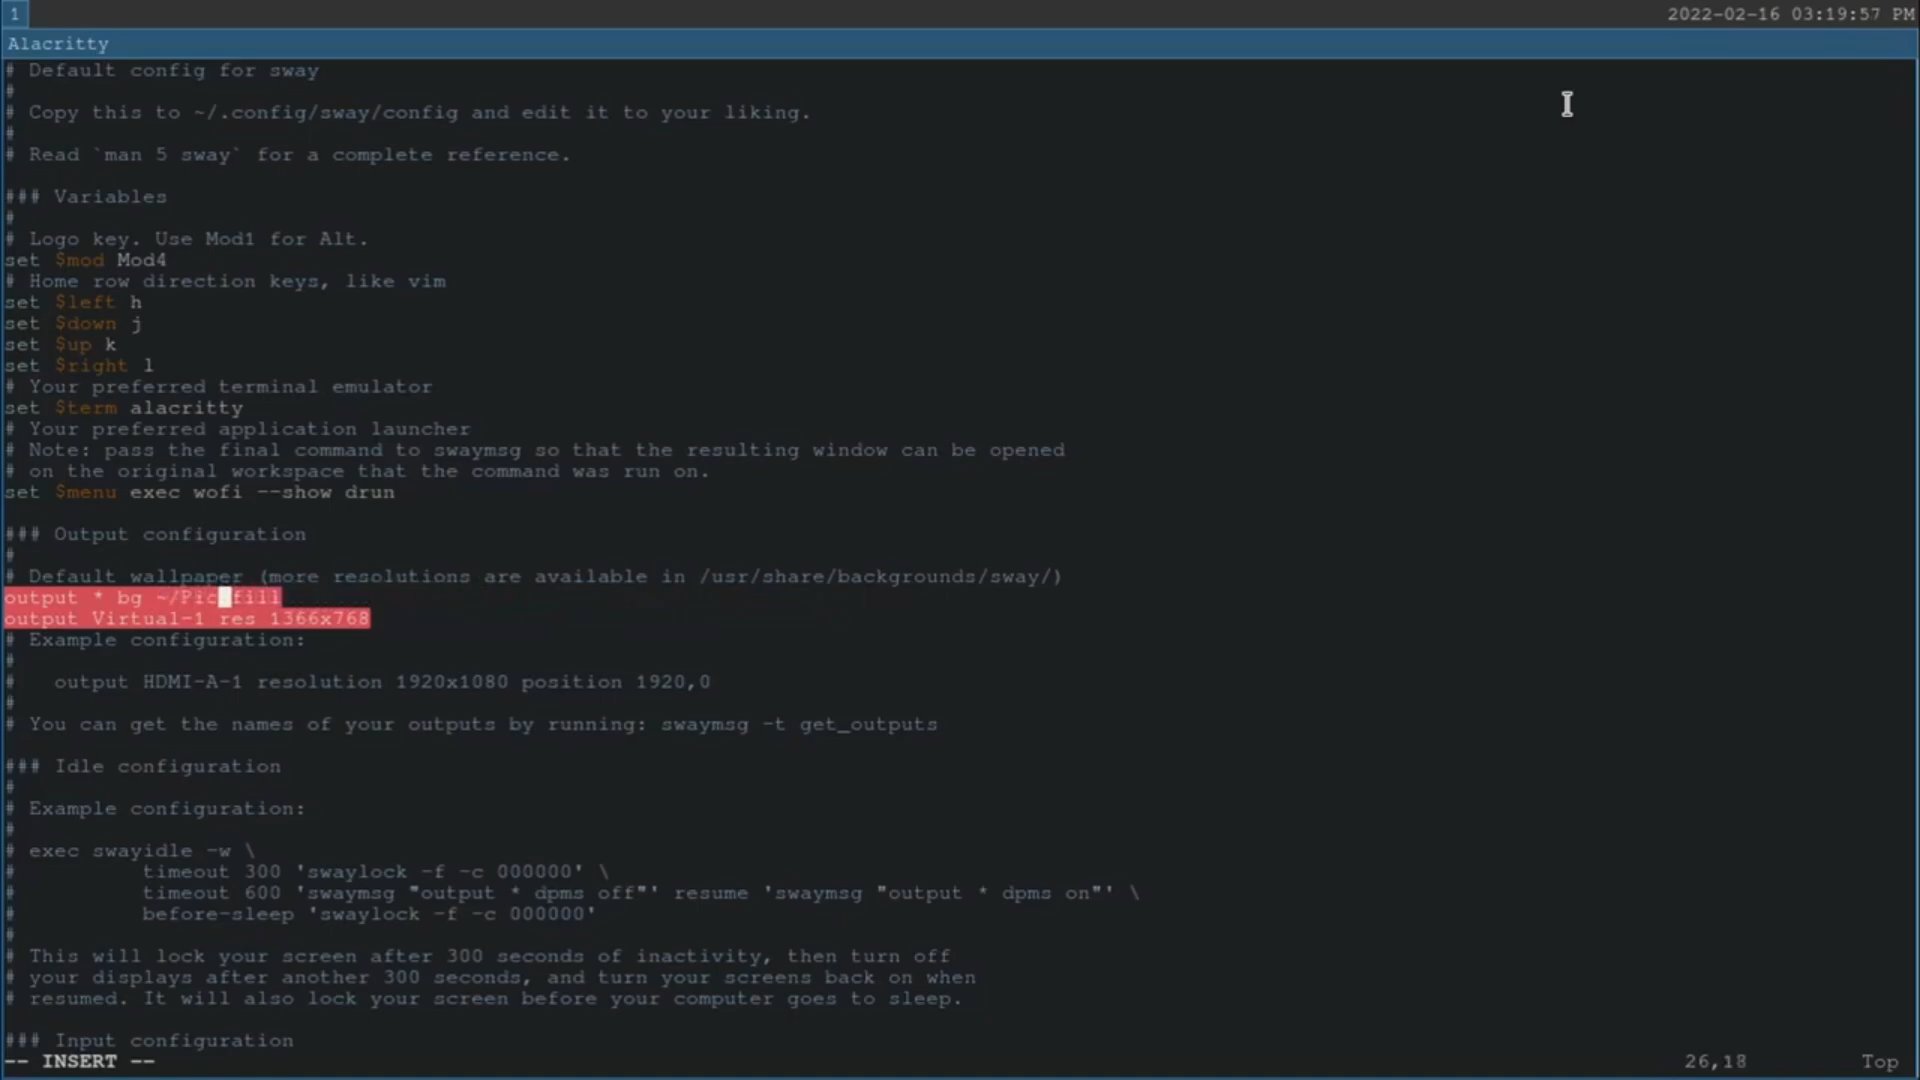 1
2022-02-16 03:19:57 PM
Alacritty
# Default config for sway
#
# Copy this to ~/.config/sway/config and edit it to your liking.
#
# Read `man 5 sway` for a complete reference.
### Variables
#
# Logo key. Use Mod1 for Alt.
set $mod Mod4
# Home row direction keys, like vim
set $left h
set $down j
set $up k
set $right l
# Your preferred terminal emulator
set $term alacritty
# Your preferred application launcher
# Note: pass the final command to swaymsg so that the resulting window can be opened
# on the original workspace that the command was run on.
set $menu exec wofi --show drun
### Output configuration
#
# Default wallpaper (more resolutions are available in /usr/share/backgrounds/sway/)
output * bg ~/Pic fill
output Virtual-1 res 1366x768
# Example configuration:
#
#   output HDMI-A-1 resolution 1920x1080 position 1920,0
#
# You can get the names of your outputs by running: swaymsg -t get_outputs
### Idle configuration
#
# Example configuration:
#
# exec swayidle -w \
#          timeout 300 'swaylock -f -c 000000' \
#          timeout 600 'swaymsg "output * dpms off"' resume 'swaymsg "output * dpms on"' \
#          before-sleep 'swaylock -f -c 000000'
#
# This will lock your screen after 300 seconds of inactivity, then turn off
# your displays after another 300 seconds, and turn your screens back on when
# resumed. It will also lock your screen before your computer goes to sleep.
### Input configuration
-- INSERT --
26,18
Top